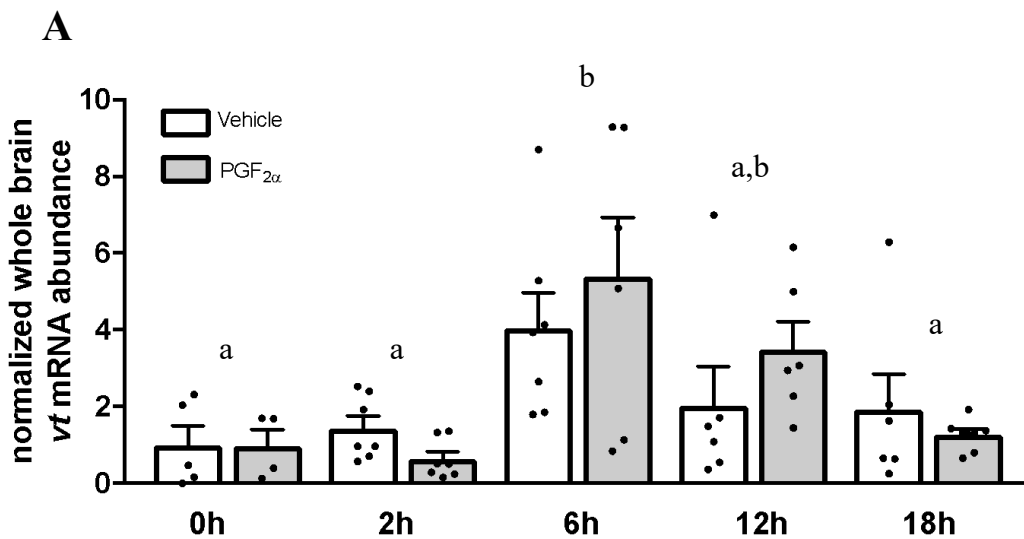 A
b
10
Vehicle
PGF2α
a,b
8
normalized whole brain
vt mRNA abundance
6
4
a
a
a
2
0
0h
2h
6h
12h
18h